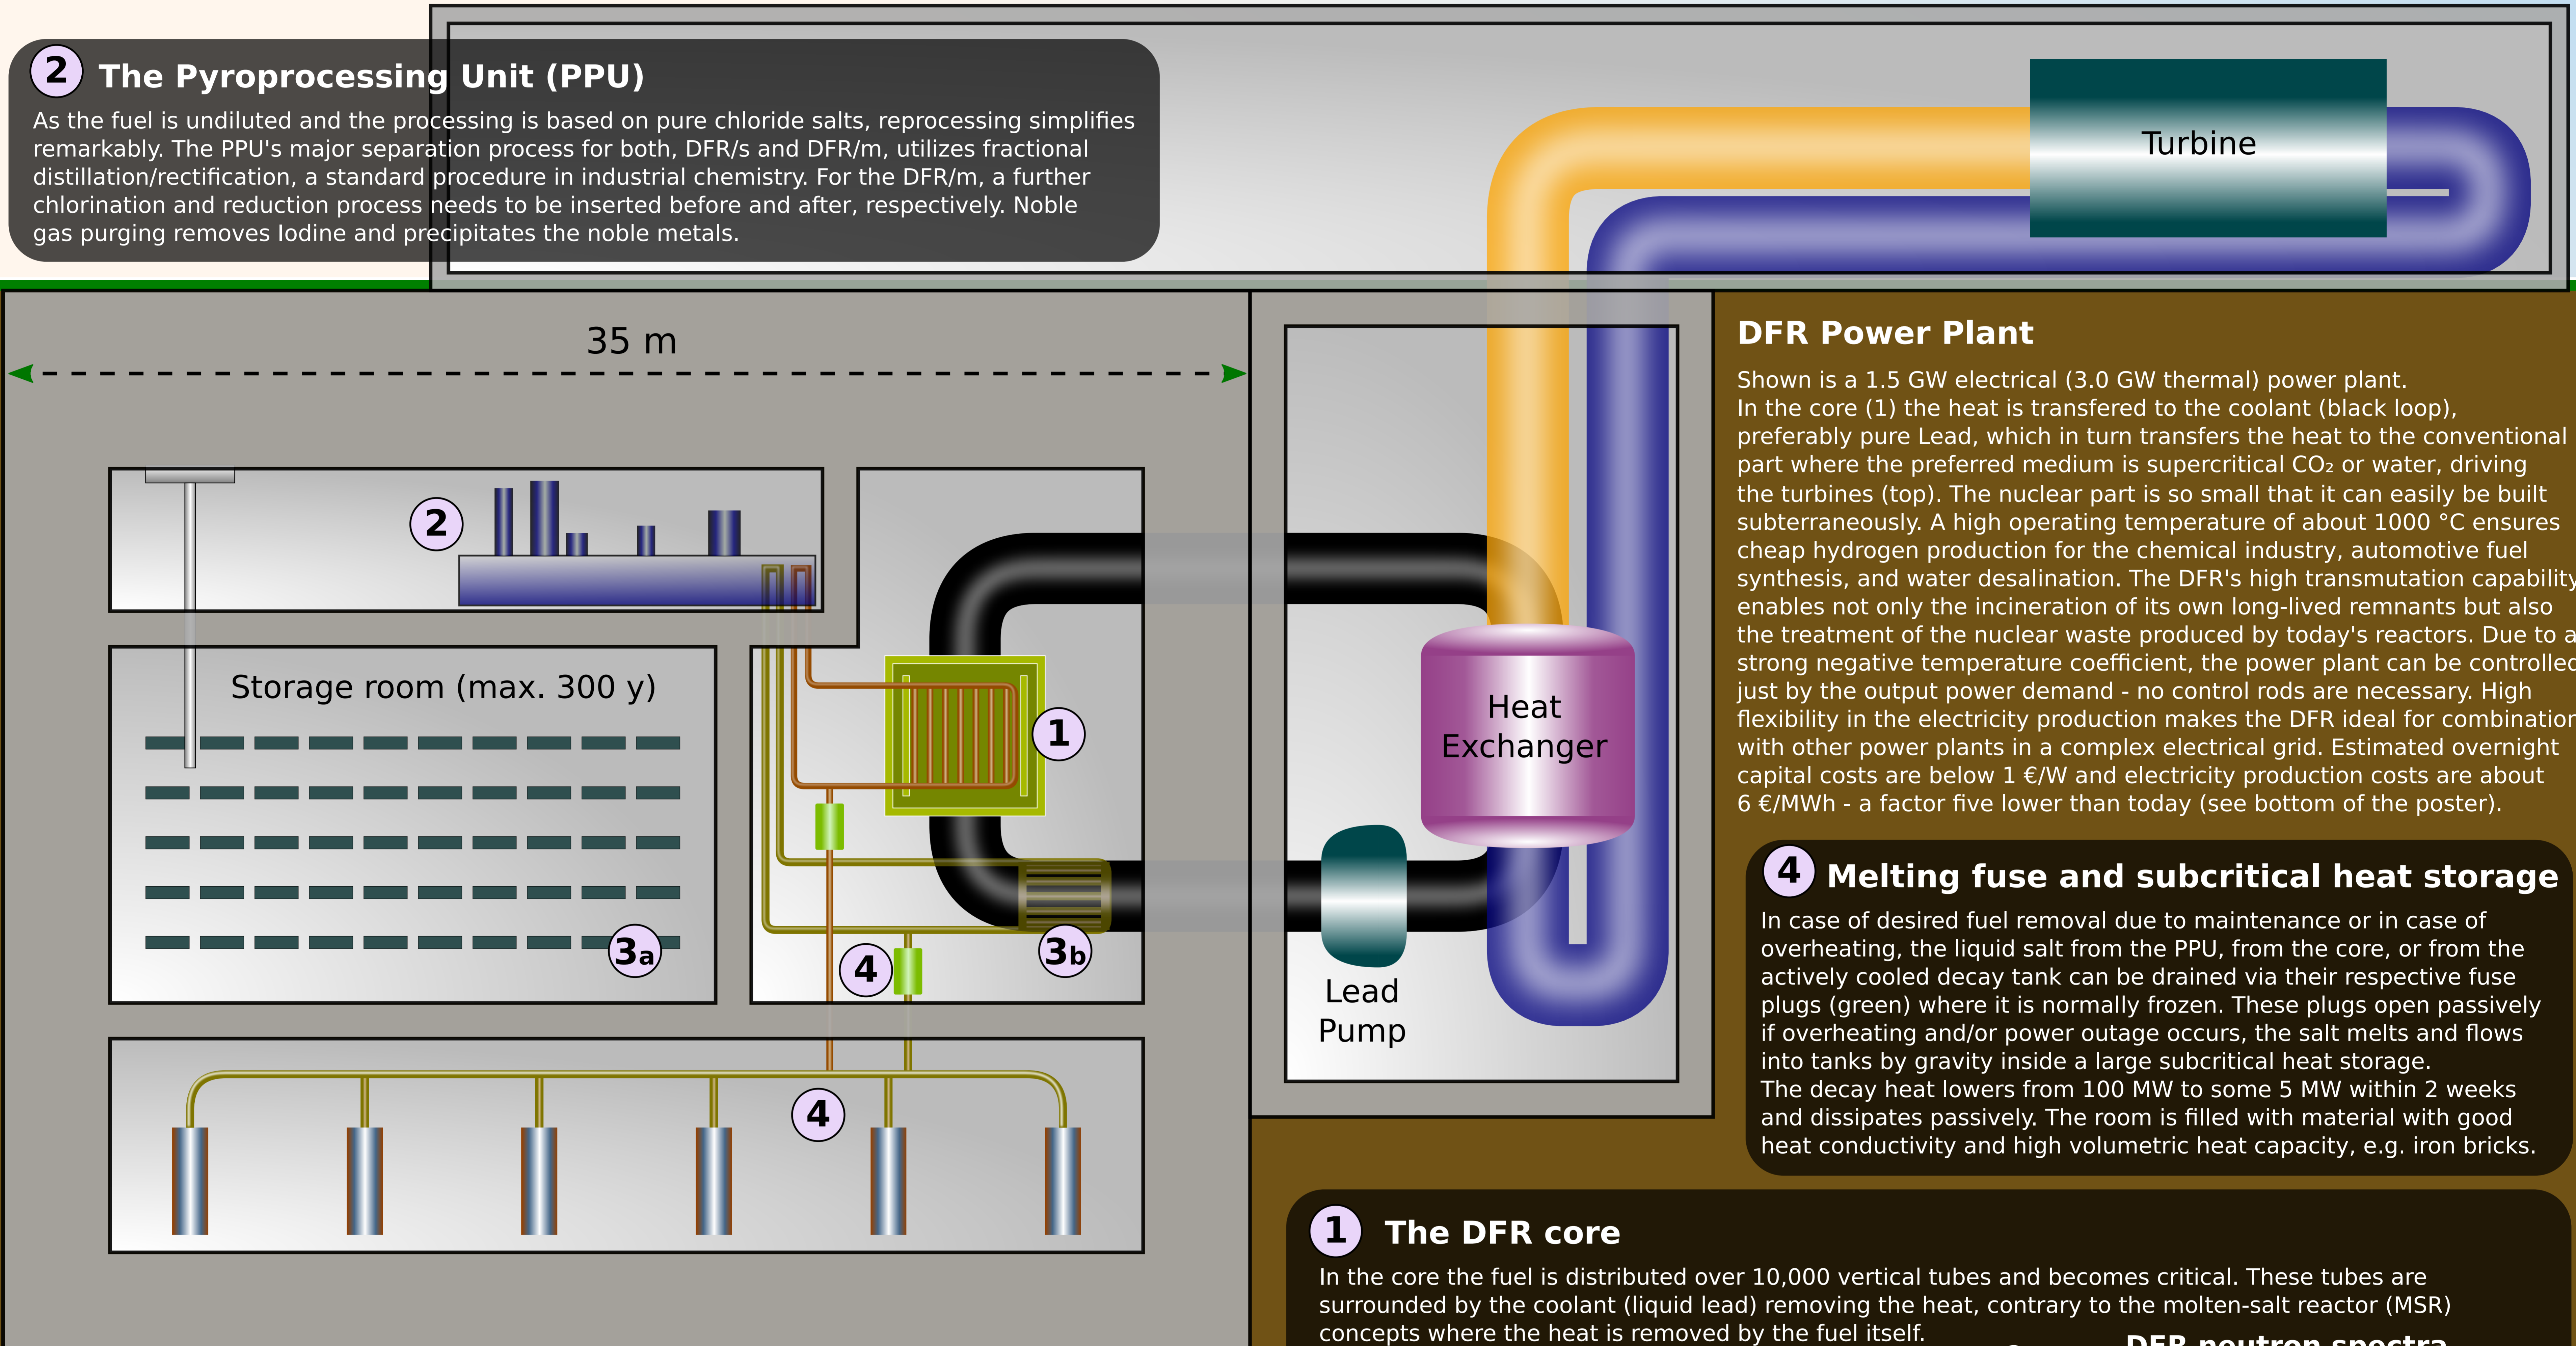 2 The Pyroprocessing Unit (PPU)
As the fuel is undiluted and the processing is based on pure chloride salts, reprocessing simplifies
remarkably. The PPU's major separation process for both, DFR/s and DFR/m, utilizes fractional
distillation/rectification, a standard procedure in industrial chemistry. For the DFR/m, a further
chlorination and reduction process needs to be inserted before and after, respectively. Noble
gas purging removes Iodine and precipitates the noble metals.
Turbine
35 m
2
Storage room (max. 300 y)
1
3a
4
3b
4
Heat
Exchanger
Lead
Pump
DFR Power Plant
Shown is a 1.5 GW electrical (3.0 GW thermal) power plant.
In the core (1) the heat is transfered to the coolant (black loop),
preferably pure Lead, which in turn transfers the heat to the conventional
part where the preferred medium is supercritical CO₂ or water, driving
the turbines (top). The nuclear part is so small that it can easily be built
subterraneously. A high operating temperature of about 1000 °C ensures
cheap hydrogen production for the chemical industry, automotive fuel
synthesis, and water desalination. The DFR's high transmutation capability
enables not only the incineration of its own long-lived remnants but also
the treatment of the nuclear waste produced by today's reactors. Due to a
strong negative temperature coefficient, the power plant can be controlled
just by the output power demand - no control rods are necessary. High
flexibility in the electricity production makes the DFR ideal for combination
with other power plants in a complex electrical grid. Estimated overnight
capital costs are below 1 €/W and electricity production costs are about
6 €/MWh - a factor five lower than today (see bottom of the poster).
4 Melting fuse and subcritical heat storage
In case of desired fuel removal due to maintenance or in case of
overheating, the liquid salt from the PPU, from the core, or from the
actively cooled decay tank can be drained via their respective fuse
plugs (green) where it is normally frozen. These plugs open passively
if overheating and/or power outage occurs, the salt melts and flows
into tanks by gravity inside a large subcritical heat storage.
The decay heat lowers from 100 MW to some 5 MW within 2 weeks
and dissipates passively. The room is filled with material with good
heat conductivity and high volumetric heat capacity, e.g. iron bricks.
1 The DFR core
In the core the fuel is distributed over 10,000 vertical tubes and becomes critical. These tubes are
surrounded by the coolant (liquid lead) removing the heat, contrary to the molten-salt reactor (MSR)
concepts where the heat is removed by the fuel itself.
DFR neutron spectra